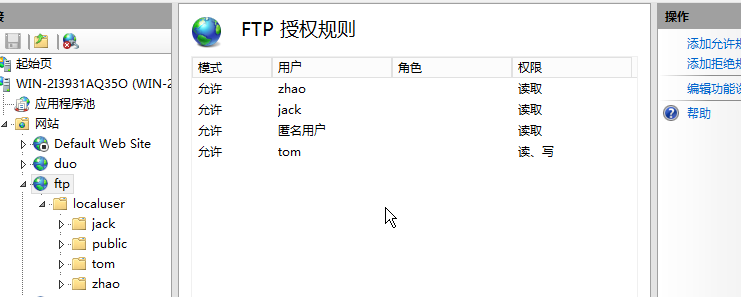 接
起始页
WIN-2I3931AQ35O (WIN-2
应用程序池
网站
Default Web Site
duo
ftp
localuser
jack
public
tom
zhao
FTP 授权规则
模式 用户 角色 权限
允许 zhao 读取
允许 jack 读取
允许 匿名用户 读取
允许 tom 读、写
操作
添加允许规
添加拒绝规
编辑功能设
帮助